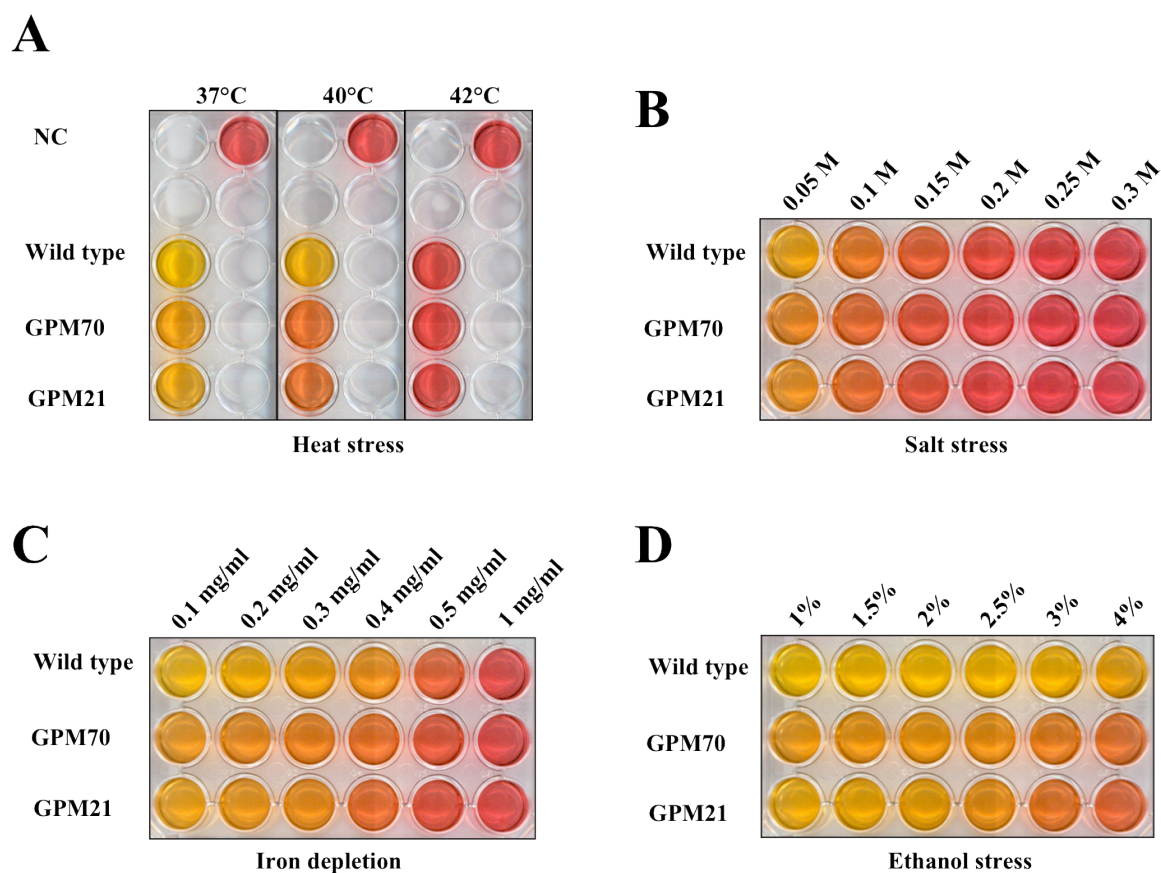 A
37°C 40°C 42°C
NC
Wild type
GPM70
GPM21
Heat stress
B
0.05 M 0.1 M 0.15 M 0.2 M 0.25 M 0.3 M
Wild type
GPM70
GPM21
Salt stress
C
0.1 mg/ml 0.2 mg/ml 0.3 mg/ml 0.4 mg/ml 0.5 mg/ml 1 mg/ml
Wild type
GPM70
GPM21
Iron depletion
D
1% 1.5% 2% 2.5% 3% 4%
Wild type
GPM70
GPM21
Ethanol stress